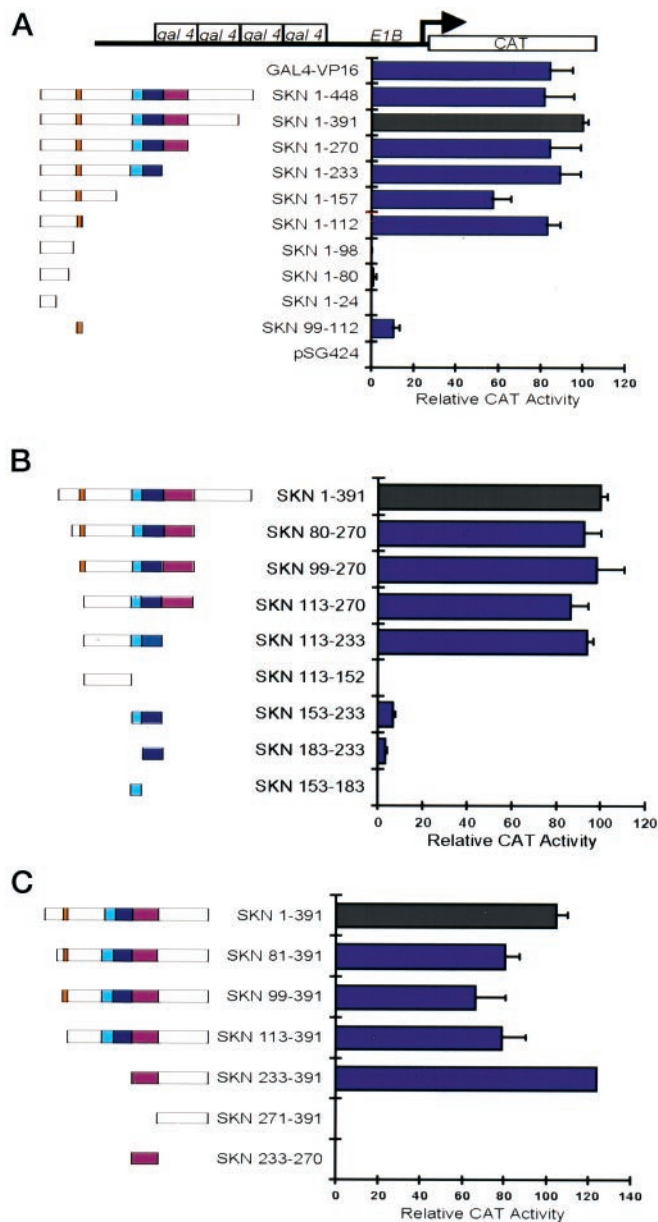 A
gal 4 gal 4 gal 4 gal 4 E1B
CAT
GAL4-VP16
SKN 1-448
SKN 1-391
SKN 1-270
SKN 1-233
SKN 1-157
SKN 1-112
SKN 1-98
SKN 1-80
SKN 1-24
SKN 99-112
pSG424
0 20 40 60 80 100 120
Relative CAT Activity
B
SKN 1-391
SKN 80-270
SKN 99-270
SKN 113-270
SKN 113-233
SKN 113-152
SKN 153-233
SKN 183-233
SKN 153-183
0 20 40 60 80 100 120
Relative CAT Activity
C
SKN 1-391
SKN 81-391
SKN 99-391
SKN 113-391
SKN 233-391
SKN 271-391
SKN 233-270
0 20 40 60 80 100 120 140
Relative CAT Activity